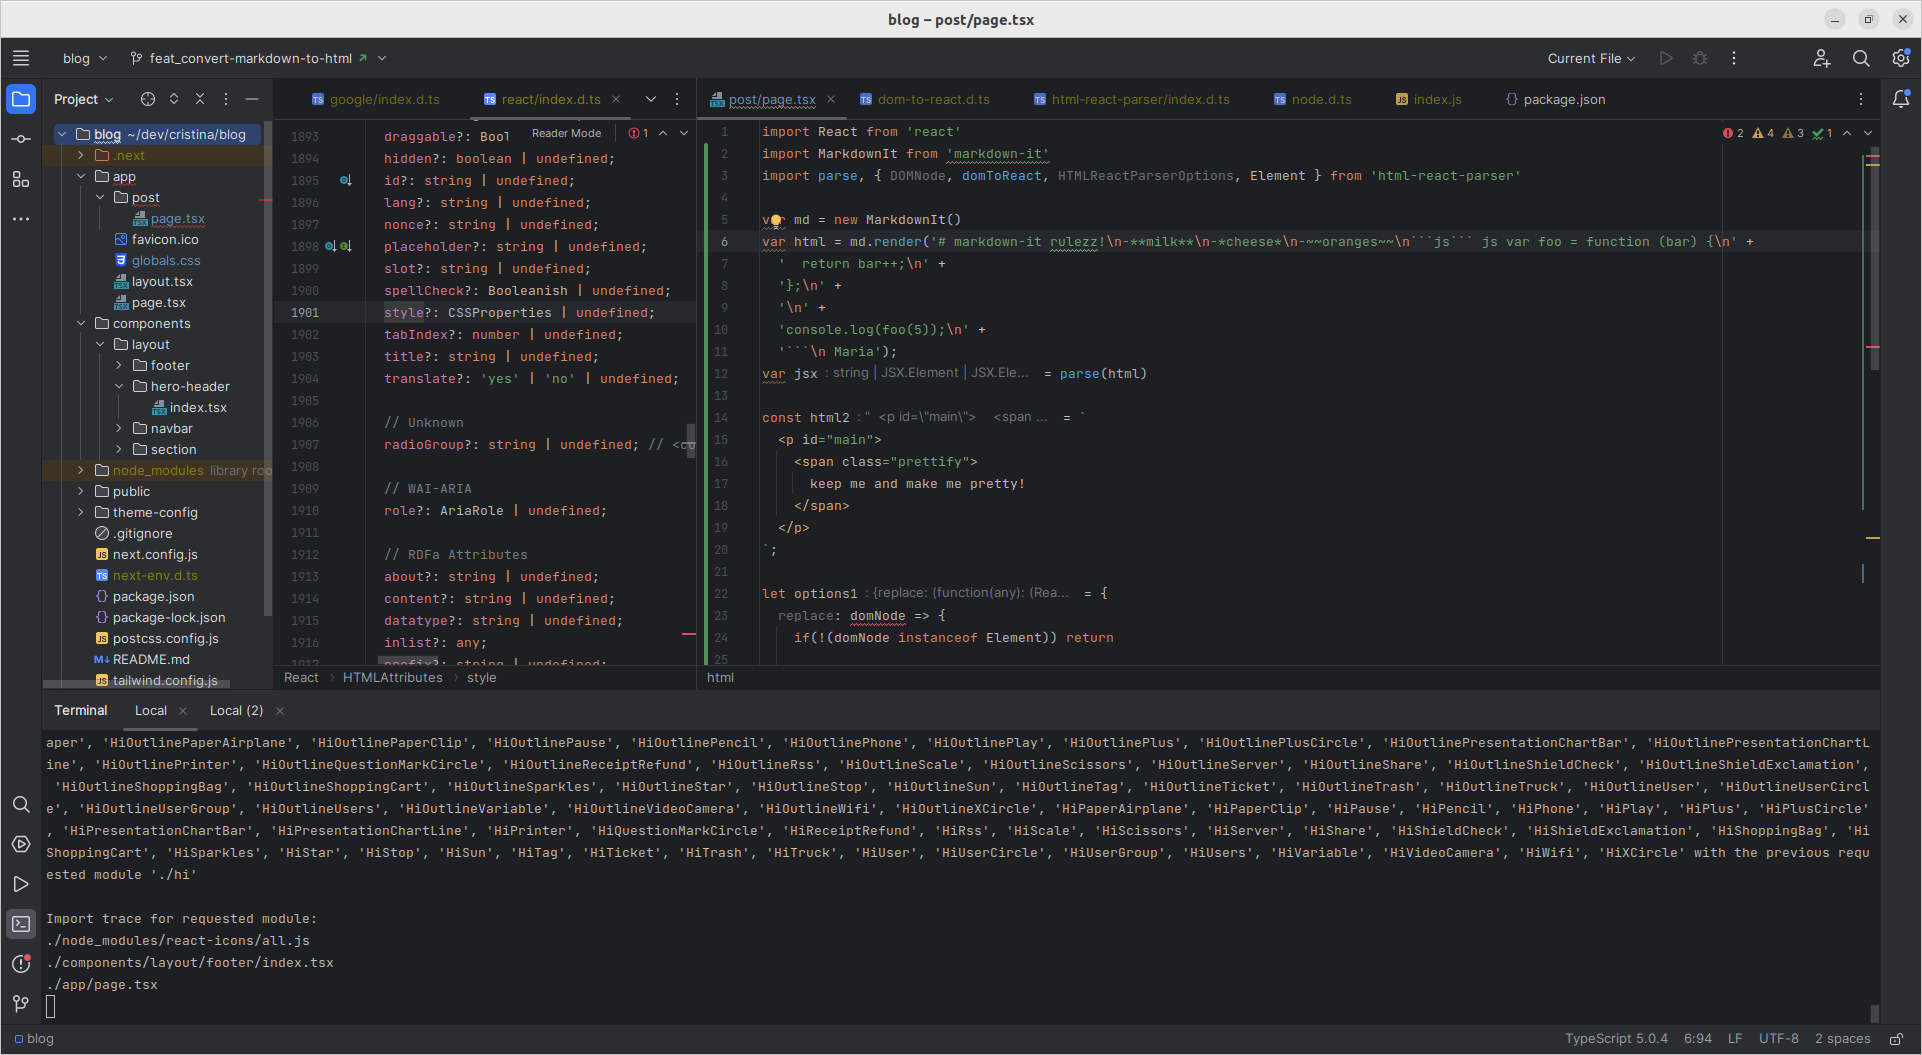 blog – post/page.tsx
blog
feat_convert-markdown-to-html
Current File
Project
blog ~/dev/cristina/blog
.next
app
post
page.tsx
favicon.ico
globals.css
layout.tsx
page.tsx
components
layout
footer
hero-header
index.tsx
navbar
section
node_modules library roo
public
theme-config
.gitignore
next.config.js
next-env.d.ts
package.json
package-lock.json
postcss.config.js
README.md
tailwind.config.js
google/index.d.ts
react/index.d.ts
Reader Mode
1
1893 draggable?: Bool
1894 hidden?: boolean | undefined;
1895 id?: string | undefined;
1896 lang?: string | undefined;
1897 nonce?: string | undefined;
1898 placeholder?: string | undefined;
1899 slot?: string | undefined;
1900 spellCheck?: Booleanish | undefined;
1901 style?: CSSProperties | undefined;
1902 tabIndex?: number | undefined;
1903 title?: string | undefined;
1904 translate?: 'yes' | 'no' | undefined;
1905
1906 // Unknown
1907 radioGroup?: string | undefined; // <co
1908
1909 // WAI-ARIA
1910 role?: AriaRole | undefined;
1911
1912 // RDFa Attributes
1913 about?: string | undefined;
1914 content?: string | undefined;
1915 datatype?: string | undefined;
1916 inlist?: any;
1917 prefix?: string | undefined;
React > HTMLAttributes > style
post/page.tsx
dom-to-react.d.ts
html-react-parser/index.d.ts
node.d.ts
index.js
package.json
2 4 3 1
1 import React from 'react'
2 import MarkdownIt from 'markdown-it'
3 import parse, { DOMNode, domToReact, HTMLReactParserOptions, Element } from 'html-react-parser'
4
5 var md = new MarkdownIt()
6 var html = md.render('# markdown-it rulezz!\n-**milk**\n-*cheese*\n-~~oranges~~\n```js``` js var foo = function (bar) {\n' +
7 '  return bar++;\n' +
8 '};\n' +
9 '\n' +
10 'console.log(foo(5));\n' +
11 '```\n Maria');
12 var jsx : string | JSX.Element | JSX.Ele... = parse(html)
13
14 const html2 : " <p id=\"main\"> <span ... = `
15 <p id="main">
16 <span class="prettify">
17 keep me and make me pretty!
18 </span>
19 </p>
20 `;
21
22 let options1 : {replace: (function(any): (Rea... = {
23 replace: domNode => {
24 if(!(domNode instanceof Element)) return
25
html
Terminal
Local
Local (2)
aper', 'HiOutlinePaperAirplane', 'HiOutlinePaperClip', 'HiOutlinePause', 'HiOutlinePencil', 'HiOutlinePhone', 'HiOutlinePlay', 'HiOutlinePlus', 'HiOutlinePlusCircle', 'HiOutlinePresentationChartBar', 'HiOutlinePresentationChartL
ine', 'HiOutlinePrinter', 'HiOutlineQuestionMarkCircle', 'HiOutlineReceiptRefund', 'HiOutlineRss', 'HiOutlineScale', 'HiOutlineScissors', 'HiOutlineServer', 'HiOutlineShare', 'HiOutlineShieldCheck', 'HiOutlineShieldExclamation',
'HiOutlineShoppingBag', 'HiOutlineShoppingCart', 'HiOutlineSparkles', 'HiOutlineStar', 'HiOutlineStop', 'HiOutlineSun', 'HiOutlineTag', 'HiOutlineTicket', 'HiOutlineTrash', 'HiOutlineTruck', 'HiOutlineUser', 'HiOutlineUserCircl
e', 'HiOutlineUserGroup', 'HiOutlineUsers', 'HiOutlineVariable', 'HiOutlineVideoCamera', 'HiOutlineWifi', 'HiOutlineXCircle', 'HiPaperAirplane', 'HiPaperClip', 'HiPause', 'HiPencil', 'HiPhone', 'HiPlay', 'HiPlus', 'HiPlusCircle'
, 'HiPresentationChartBar', 'HiPresentationChartLine', 'HiPrinter', 'HiQuestionMarkCircle', 'HiReceiptRefund', 'HiRss', 'HiScale', 'HiScissors', 'HiServer', 'HiShare', 'HiShieldCheck', 'HiShieldExclamation', 'HiShoppingBag', 'Hi
ShoppingCart', 'HiSparkles', 'HiStar', 'HiStop', 'HiSun', 'HiTag', 'HiTicket', 'HiTrash', 'HiTruck', 'HiUser', 'HiUserCircle', 'HiUserGroup', 'HiUsers', 'HiVariable', 'HiVideoCamera', 'HiWifi', 'HiXCircle' with the previous requ
ested module './hi'
Import trace for requested module:
./node_modules/react-icons/all.js
./components/layout/footer/index.tsx
./app/page.tsx
blog
TypeScript 5.0.4
6:94
LF
UTF-8
2 spaces